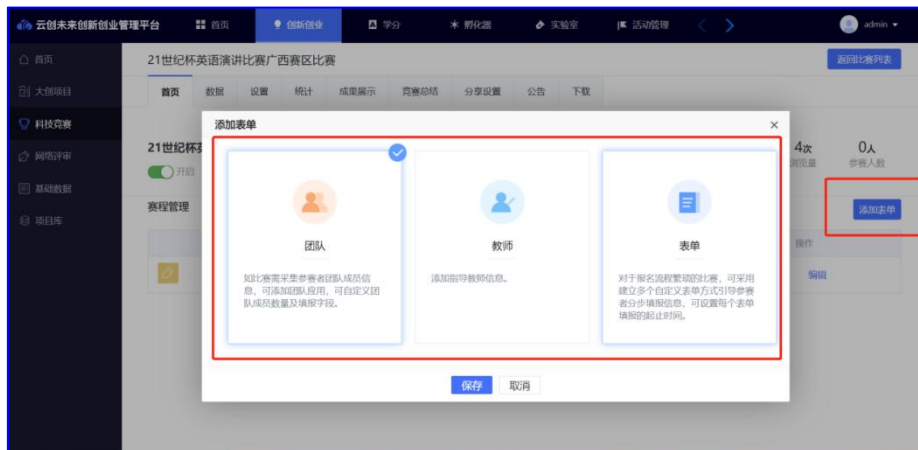 云创未来创新创业管理平台 首页 创新创业 学分 孵化器 实验室 活动管理 admin
首页
大创项目
科技竞赛
网络评审
基础数据
项目库
21世纪杯英语演讲比赛广西赛区比赛 返回比赛列表
首页 数据 设置 统计 成果展示 竞赛总结 分享设置 公告 下载
21世纪杯
开启
4次
浏览量
0人
参赛人数
赛程管理 添加表单
操作
编辑
添加表单
团队
如比赛需采集参赛者团队成员信
息，可添加团队应用，可自定义团
队成员数量及填报字段。
教师
添加指导教师信息。
表单
对于报名流程繁琐的比赛，可采用
建立多个自定义表单方式引导参赛
者分步填报信息，可设置每个表单
填报的起止时间。
保存 取消